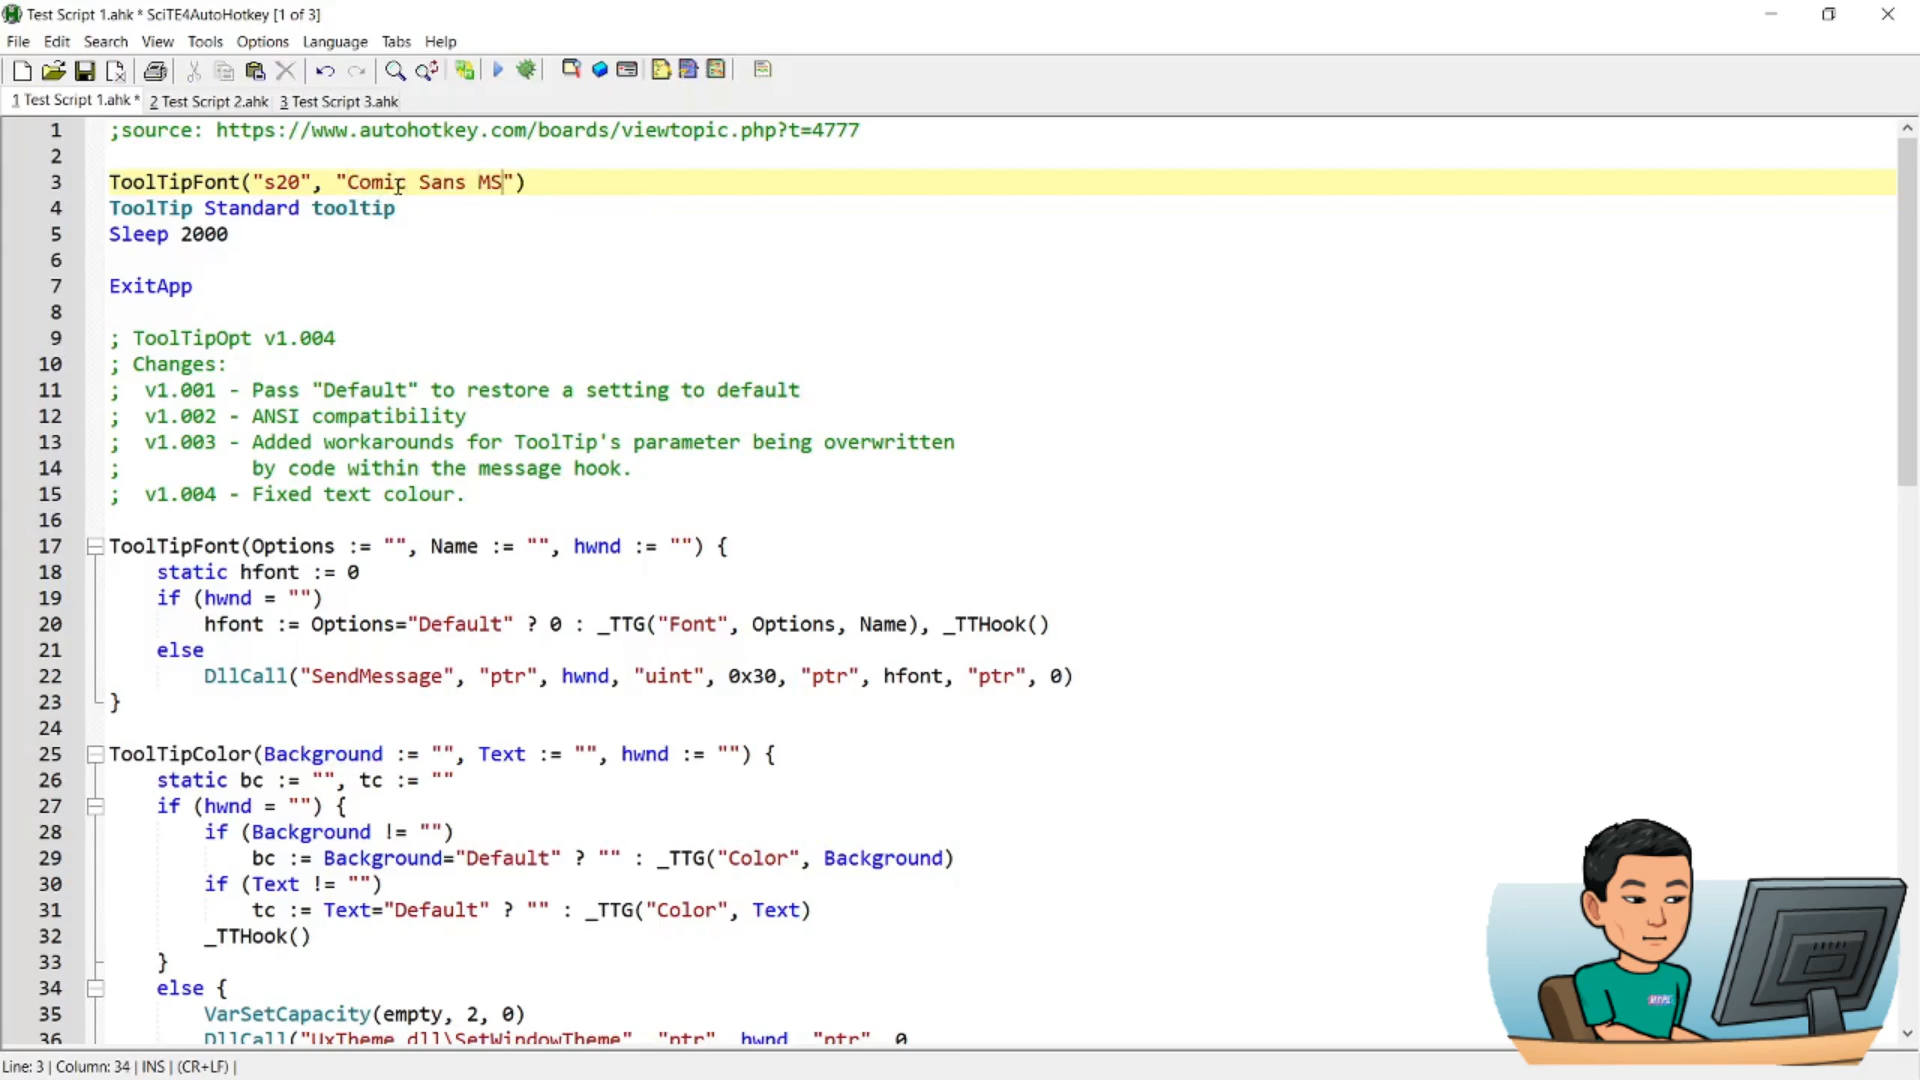 Test Script 1.ahk * SciTE4AutoHotkey [1 of 3]
File Edit Search View Tools Options Language Tabs Help
1 Test Script 1.ahk * 2 Test Script 2.ahk 3 Test Script 3.ahk
1 ;source: https://www.autohotkey.com/boards/viewtopic.php?t=4777
2
3 ToolTipFont("s20", "Comic Sans MS")
4 ToolTip Standard tooltip
5 Sleep 2000
6
7 ExitApp
8
9 ; ToolTipOpt v1.004
10 ; Changes:
11 ;  v1.001 - Pass "Default" to restore a setting to default
12 ;  v1.002 - ANSI compatibility
13 ;  v1.003 - Added workarounds for ToolTip's parameter being overwritten
14 ;           by code within the message hook.
15 ;  v1.004 - Fixed text colour.
16
17 ToolTipFont(Options := "", Name := "", hwnd := "") {
18     static hfont := 0
19     if (hwnd = "")
20         hfont := Options="Default" ? 0 : _TTG("Font", Options, Name), _TTHook()
21     else
22         DllCall("SendMessage", "ptr", hwnd, "uint", 0x30, "ptr", hfont, "ptr", 0)
23 }
24
25 ToolTipColor(Background := "", Text := "", hwnd := "") {
26     static bc := "", tc := ""
27     if (hwnd = "") {
28         if (Background != "")
29             bc := Background="Default" ? "" : _TTG("Color", Background)
30         if (Text != "")
31             tc := Text="Default" ? "" : _TTG("Color", Text)
32         _TTHook()
33     }
34     else {
35         VarSetCapacity(empty, 2, 0)
36         DllCall("UxTheme.dll\SetWindowTheme", "ptr", hwnd, "ptr", 0
Line: 3 | Column: 34 | INS | (CR+LF) |